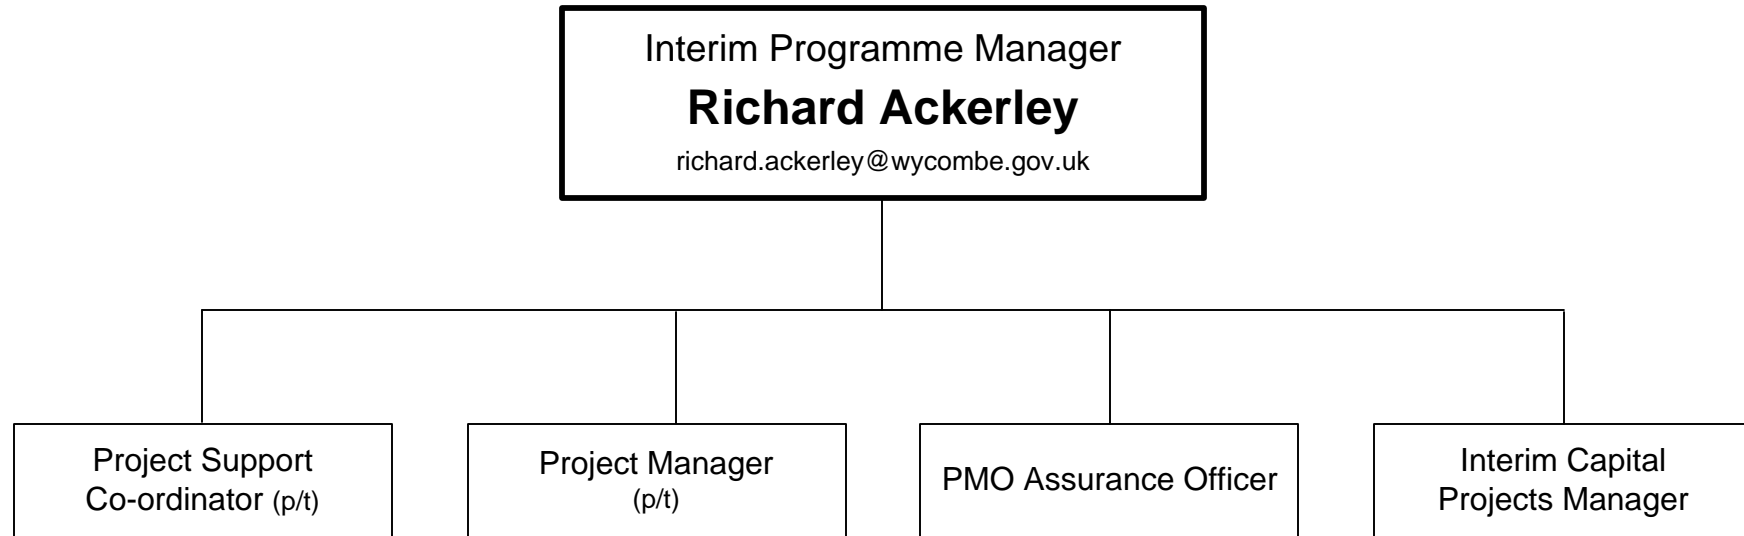 Interim Programme Manager
Richard Ackerley
richard.ackerley@wycombe.gov.uk
Project Support
Co-ordinator (p/t)
Project Manager
(p/t)
PMO Assurance Officer
Interim Capital
Projects Manager